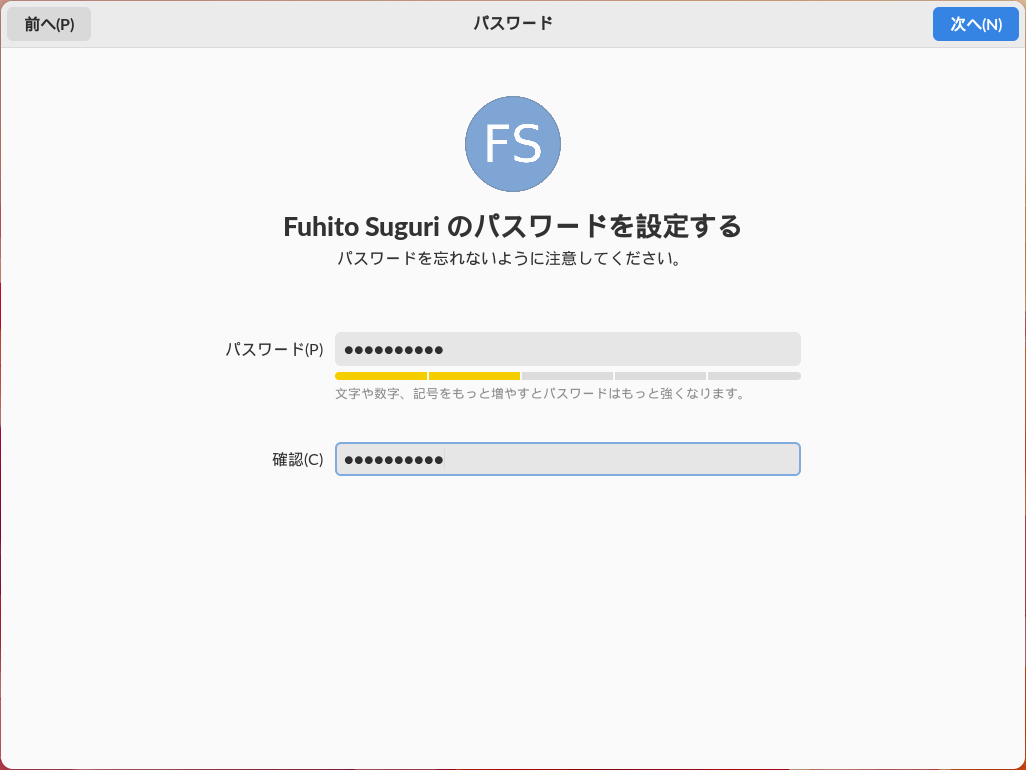 前へ(P)
パスワード
次へ(N)
FS
Fuhito Suguri のパスワードを設定する
パスワードを忘れないように注意してください。
パスワード(P)
●●●●●●●●●●
文字や数字、記号をもっと増やすとパスワードはもっと強くなります。
確認(C)
●●●●●●●●●●